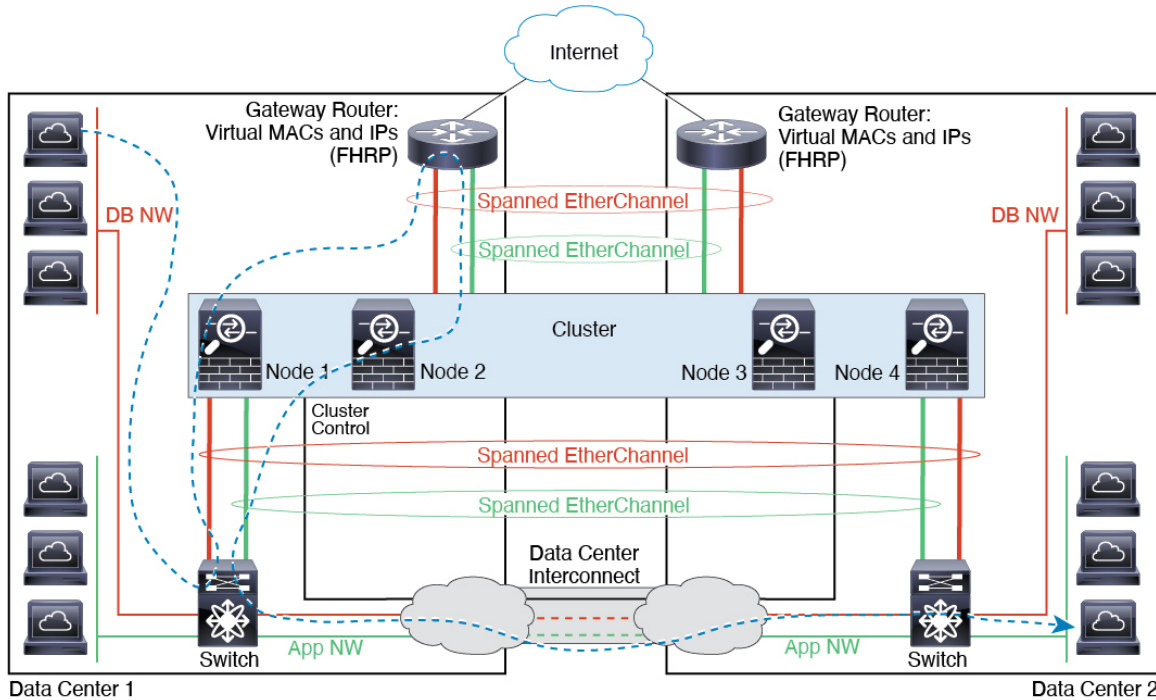 Internet
Gateway Router:
Virtual MACs and IPs
(FHRP)
Gateway Router:
Virtual MACs and IPs
(FHRP)
DB NW
Spanned EtherChannel
DB NW
Spanned EtherChannel
Cluster
Node 1
Node 2
Node 3
Node 4
Cluster
Control
Spanned EtherChannel
Spanned EtherChannel
Data Center
Interconnect
App NW
App NW
Switch
Switch
Data Center 1
Data Center 2